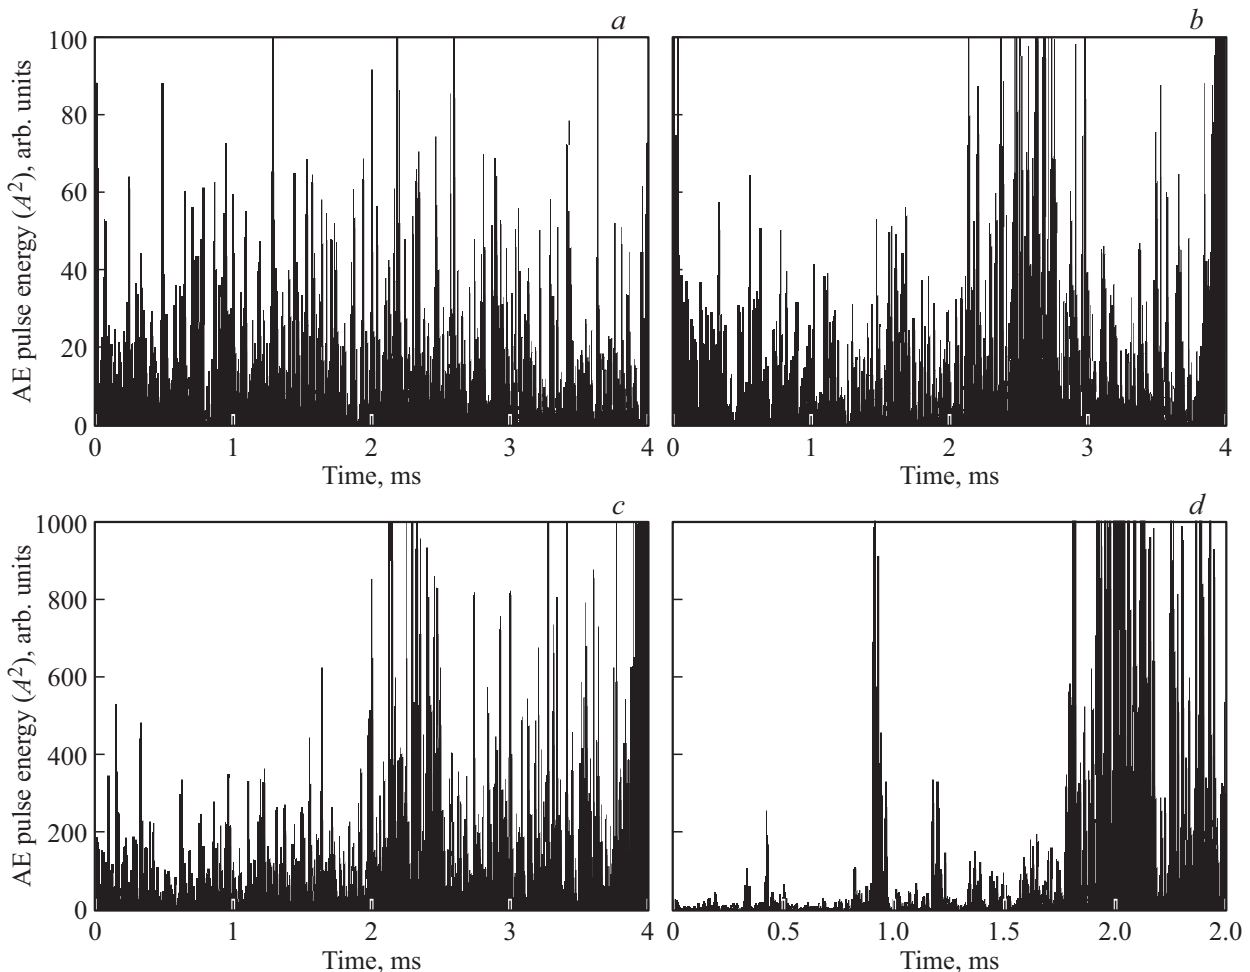 a
b
100
80
60
40
20
0
AE pulse energy (A²), arb. units
0 1 2 3 4
0 1 2 3 4
Time, ms
Time, ms
c
d
1000
800
600
400
200
0
AE pulse energy (A²), arb. units
0 1 2 3 4
0 0.5 1.0 1.5 2.0 2.0
Time, ms
Time, ms